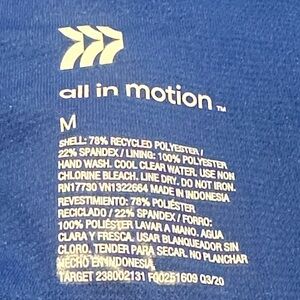 all in motion™
M
SHELL: 78% RECYCLED POLYESTER /
22% SPANDEX / LINING: 100% POLYESTER
HAND WASH. COOL CLEAR WATER. USE NON
CHLORINE BLEACH. LINE DRY. DO NOT IRON.
RN17730 VN1322664 MADE IN INDONESIA
REVESTIMIENTO: 78% POLIÉSTER
RECICLADO / 22% SPANDEX / FORRO:
100% POLIÉSTER LAVAR A MANO. AGUA
CLARA Y FRESCA. USAR BLANQUEADOR SIN
CLORO. TENDER PARA SECAR. NO PLANCHAR
HECHO EN INDONESIA
TARGET 238002131 F00251609 Q3/20